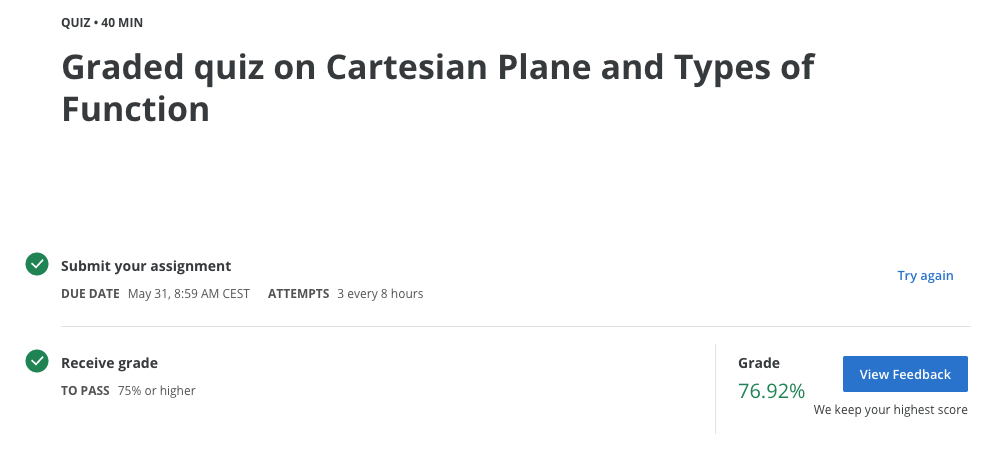 QUIZ • 40 MIN
Graded quiz on Cartesian Plane and Types of
Function
Submit your assignment
DUE DATE May 31, 8:59 AM CEST ATTEMPTS 3 every 8 hours
Try again
Receive grade
TO PASS 75% or higher
Grade
76.92%
View Feedback
We keep your highest score